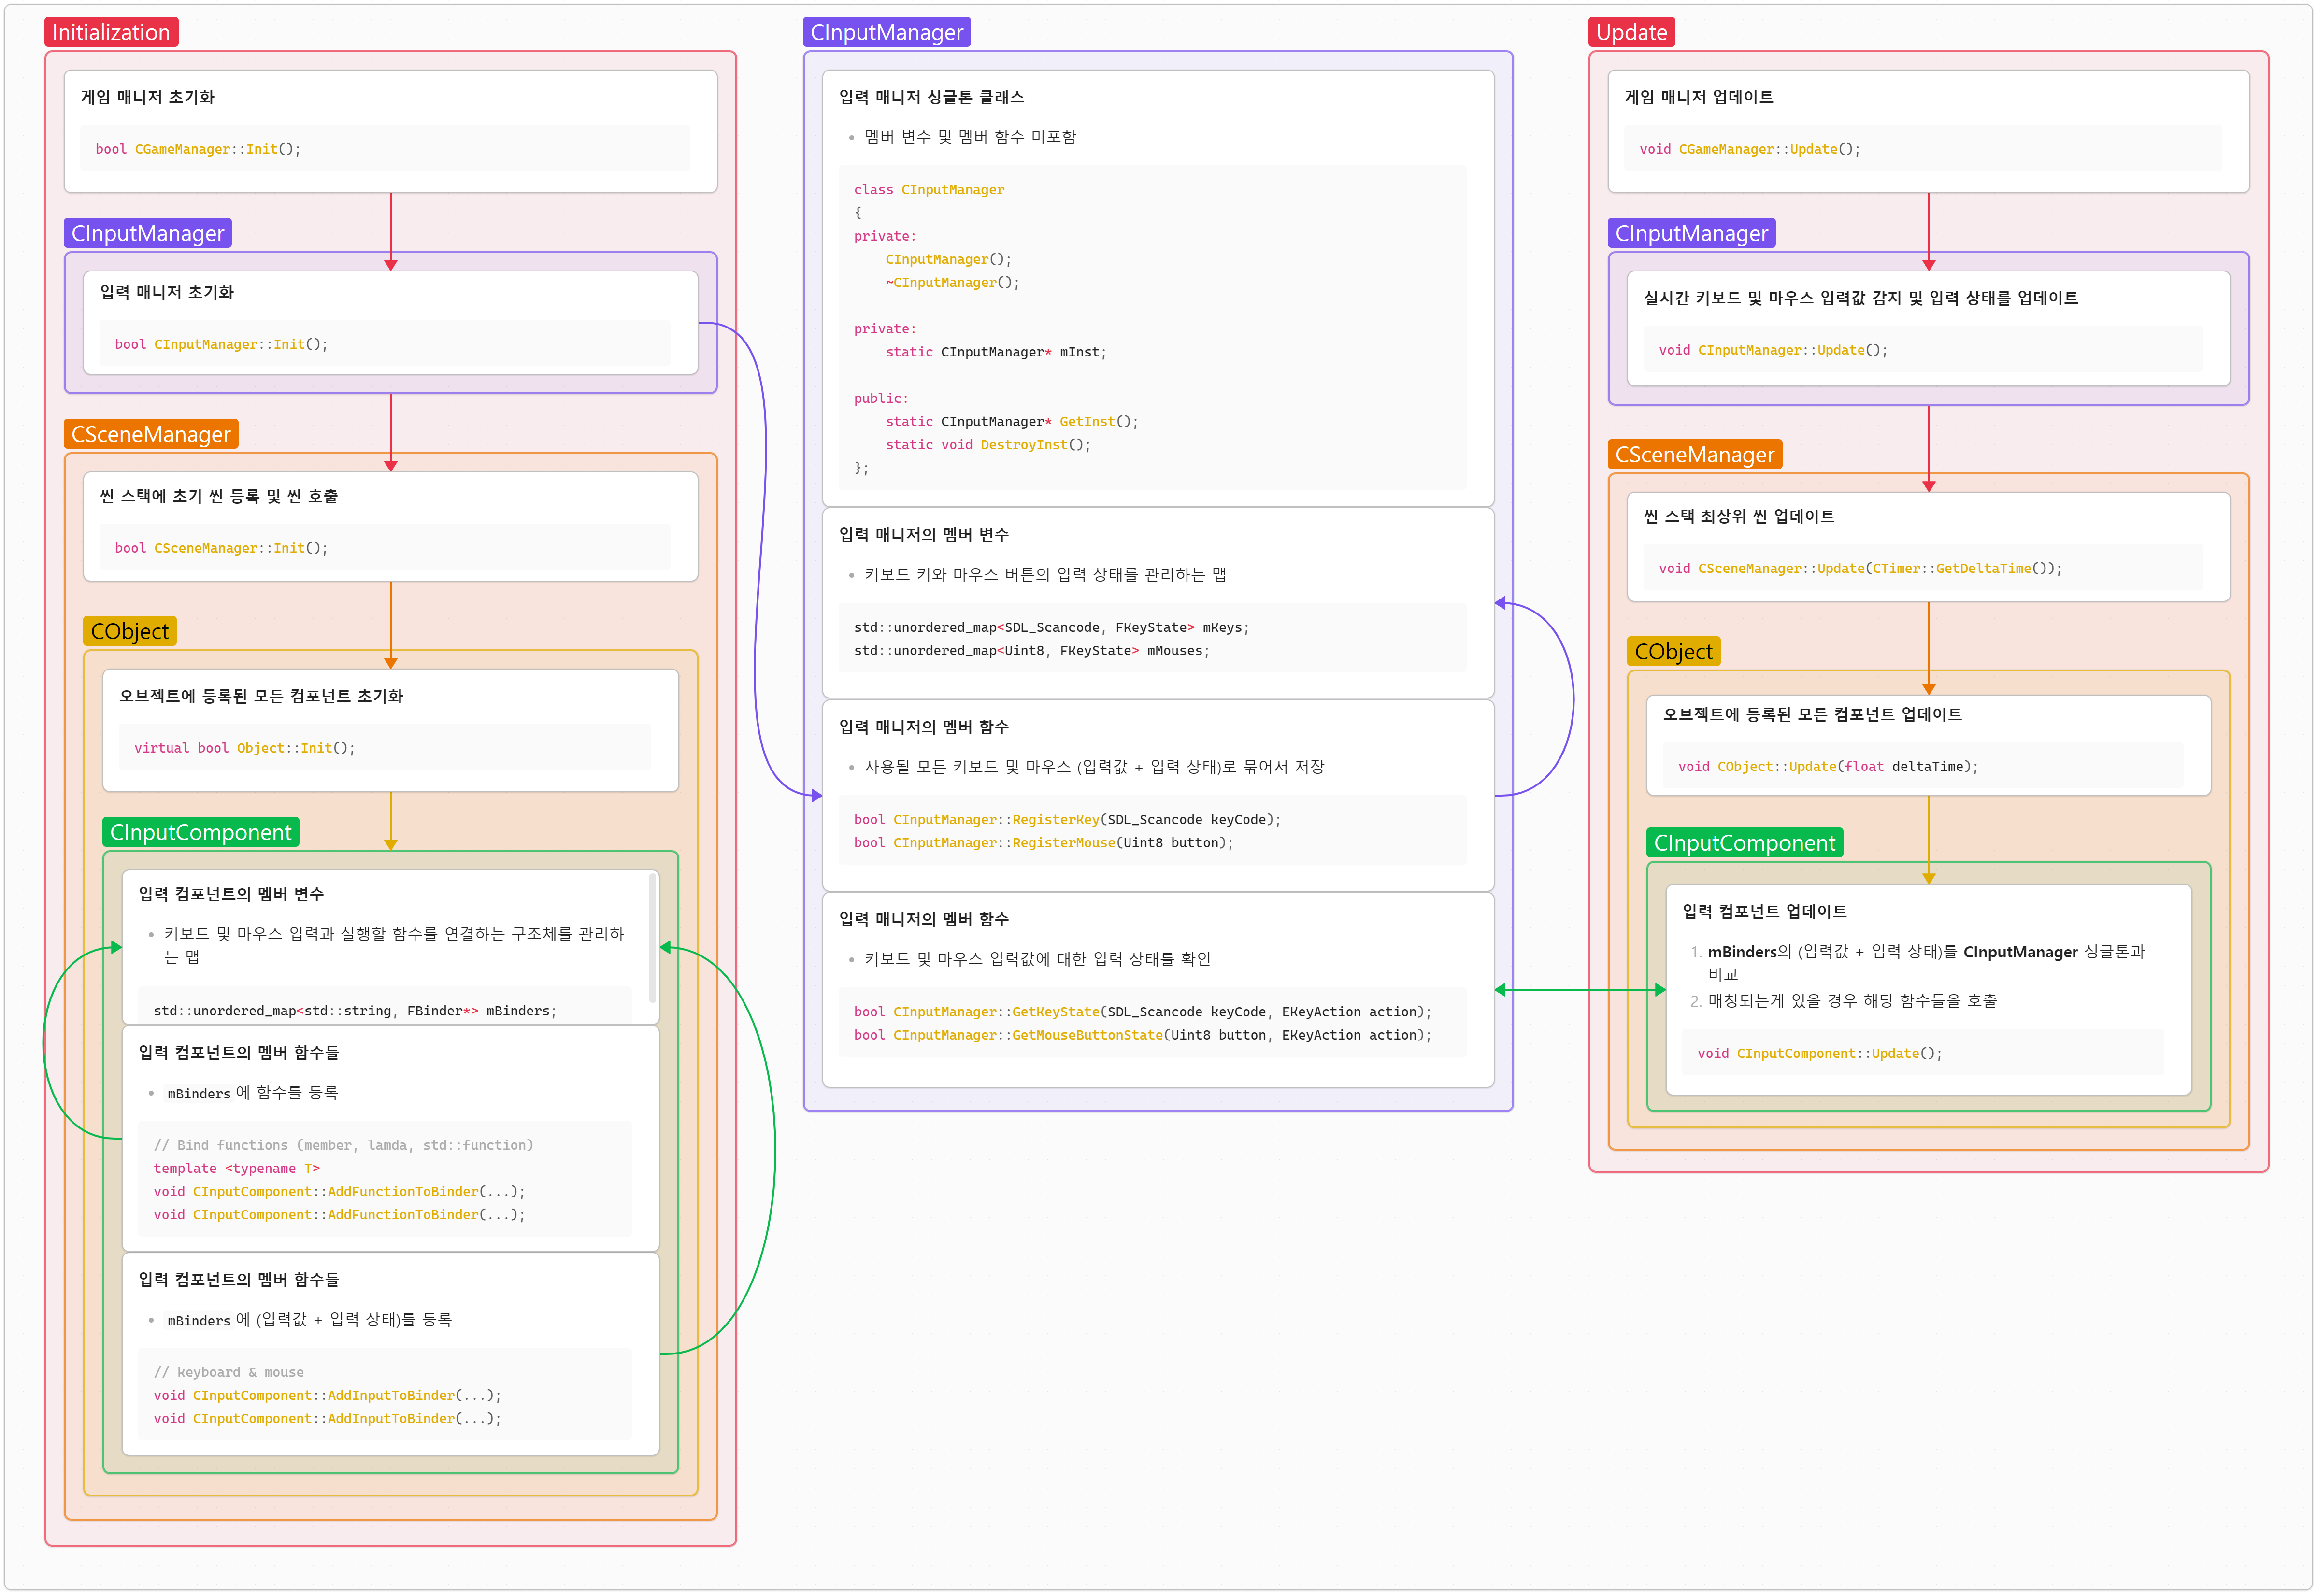 Initialization
게임 매니저 초기화
bool CGameManager::Init();
CInputManager
입력 매니저 초기화
bool CInputManager::Init();
CSceneManager
씬 스택에 초기 씬 등록 및 씬 호출
bool CSceneManager::Init();
CObject
오브젝트에 등록된 모든 컴포넌트 초기화
virtual bool Object::Init();
CInputComponent
입력 컴포넌트의 멤버 변수
• 키보드 및 마우스 입력과 실행할 함수를 연결하는 구조체를 관리하
는 맵
std::unordered_map<std::string, FBinder*> mBinders;
입력 컴포넌트의 멤버 함수들
• mBinders 에 함수를 등록
// Bind functions (member, lamda, std::function)
template <typename T>
void CInputComponent::AddFunctionToBinder(...);
void CInputComponent::AddFunctionToBinder(...);
입력 컴포넌트의 멤버 함수들
• mBinders 에 (입력값 + 입력 상태)를 등록
// keyboard & mouse
void CInputComponent::AddInputToBinder(...);
void CInputComponent::AddInputToBinder(...);
CInputManager
입력 매니저 싱글톤 클래스
• 멤버 변수 및 멤버 함수 미포함
class CInputManager
{
private:
CInputManager();
~CInputManager();
private:
static CInputManager* mInst;
public:
static CInputManager* GetInst();
static void DestroyInst();
};
입력 매니저의 멤버 변수
• 키보드 키와 마우스 버튼의 입력 상태를 관리하는 맵
std::unordered_map<SDL_Scancode, FKeyState> mKeys;
std::unordered_map<Uint8, FKeyState> mMouses;
입력 매니저의 멤버 함수
• 사용될 모든 키보드 및 마우스 (입력값 + 입력 상태)로 묶어서 저장
bool CInputManager::RegisterKey(SDL_Scancode keyCode);
bool CInputManager::RegisterMouse(Uint8 button);
입력 매니저의 멤버 함수
• 키보드 및 마우스 입력값에 대한 입력 상태를 확인
bool CInputManager::GetKeyState(SDL_Scancode keyCode, EKeyAction action);
bool CInputManager::GetMouseButtonState(Uint8 button, EKeyAction action);
Update
게임 매니저 업데이트
void CGameManager::Update();
CInputManager
실시간 키보드 및 마우스 입력값 감지 및 입력 상태를 업데이트
void CInputManager::Update();
CSceneManager
씬 스택 최상위 씬 업데이트
void CSceneManager::Update(CTimer::GetDeltaTime());
CObject
오브젝트에 등록된 모든 컴포넌트 업데이트
void CObject::Update(float deltaTime);
CInputComponent
입력 컴포넌트 업데이트
1. mBinders의 (입력값 + 입력 상태)를 CInputManager 싱글톤과
비교
2. 매칭되는게 있을 경우 해당 함수들을 호출
void CInputComponent::Update();